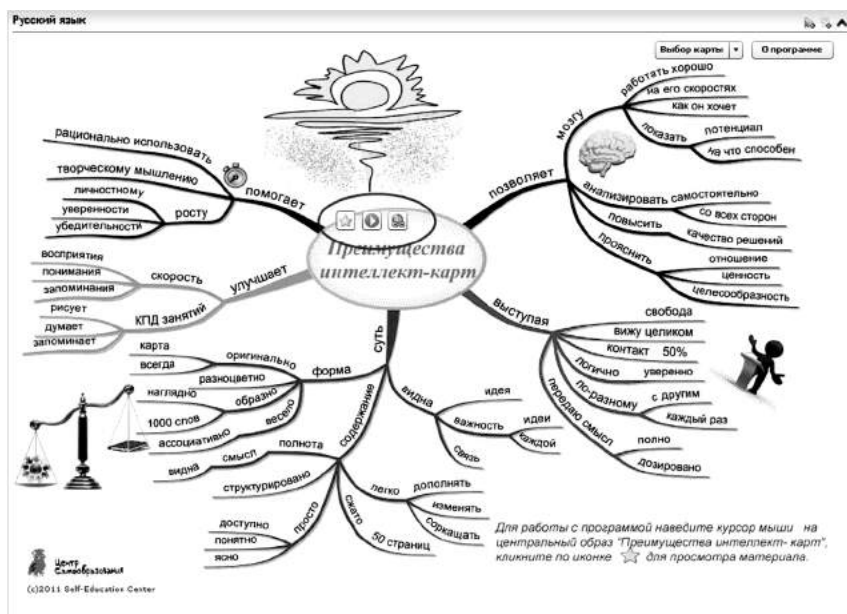 Русский язык
Выбор карты
О программе
Преимущества
интеллект-карт
помогает
рационально использовать
творческому мышлению
росту
личностному
уверенности
убедительности
улучшает
скорость
восприятия
понимания
запоминания
КПД занятий
рисует
думает
запоминает
позволяет
мозгу
работать хорошо
на его скоростях
как он хочет
показать
потенциал
на что способен
анализировать самостоятельно
со всех сторон
повысить
качество решений
прояснить
отношение
ценность
целесообразность
выступая
свобода
вижу целиком
контакт 50%
логично уверенно
по-разному
с другим
каждый раз
передаю смысл
полно
дозировано
суть
форма
оригинально
карта
всегда
разноцветно
образно
наглядно
1000 слов
весело
ассоциативно
содержание
полнота
смысл
видна
структурировано
просто
доступно
понятно
ясно
сжато
50 страниц
легко
дополнять
изменять
соркащать
видна
идея
важность
идеи
каждой
связь
Для работы с программой наведите курсор мыши на
центральный образ "Преимущества интеллект- карт",
кликните по иконке для просмотра материала.
Центр
Самообразования
(c)2011 Self-Education Center